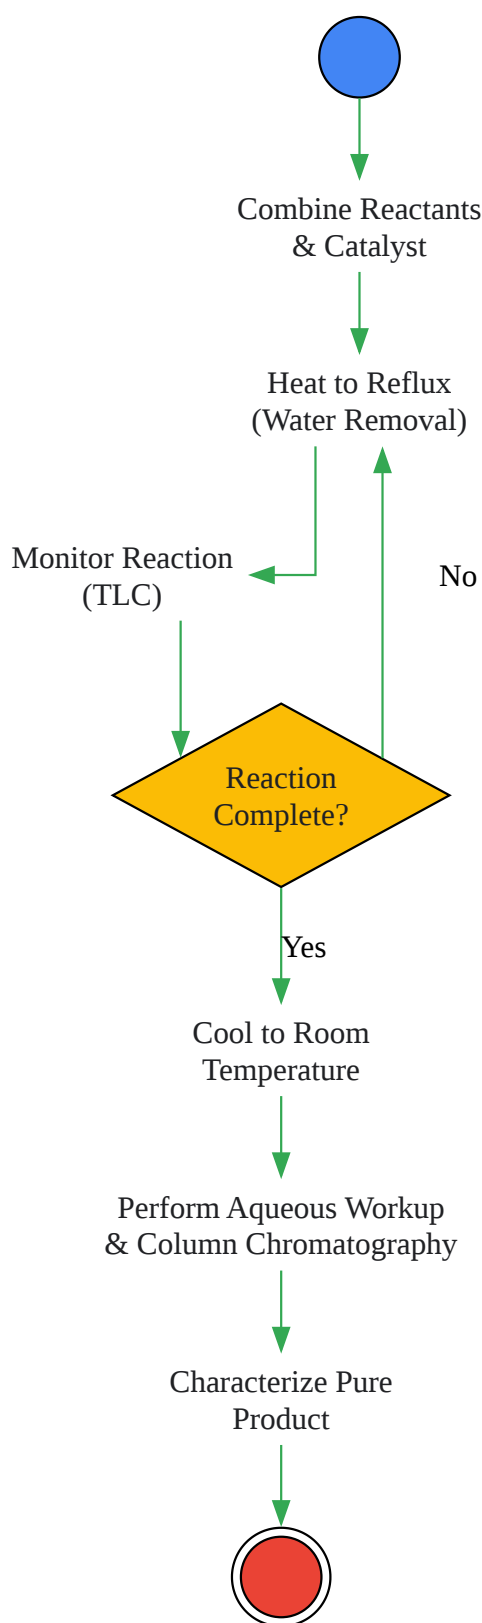 Combine Reactants
& Catalyst
Heat to Reflux
(Water Removal)
Monitor Reaction
(TLC)
No
Reaction
Complete?
Yes
Cool to Room
Temperature
Perform Aqueous Workup
& Column Chromatography
Characterize Pure
Product